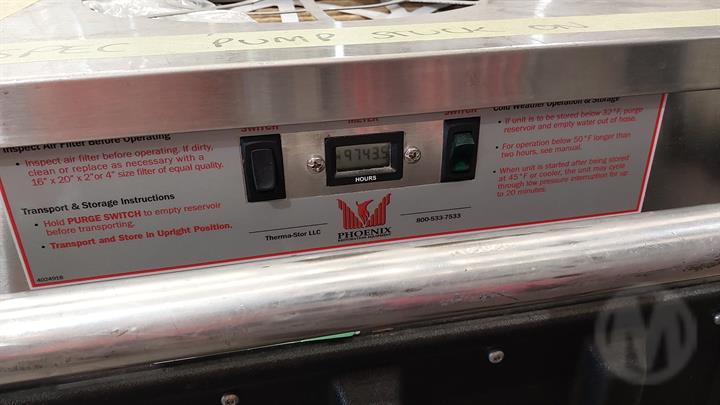 SPEC PUMP STUCK ON
Inspect Air Filter Before Operating
• Inspect air filter before operating. If dirty,
clean or replace as necessary with a
16" x 20" x 2"or 4" size filter of equal quality.
Transport & Storage Instructions
• Hold PURGE SWITCH to empty reservoir
before transporting.
• Transport and Store in Upright Position.
4024918
SWITCH
METER
SWITCH
97435
HOURS
Therma-Stor LLC
PHOENIX
RESTORATION EQUIPMENT
800-533-7533
Cold Weather Operation & Storage
• If unit is to be stored below 32°F, purge
reservoir and empty water out of hose.
• For operation below 50°F longer than
two hours, see manual.
• When unit is started after being stored
at 45°F or cooler, the unit may cycle
through low pressure interruption for up
to 20 minutes.
M